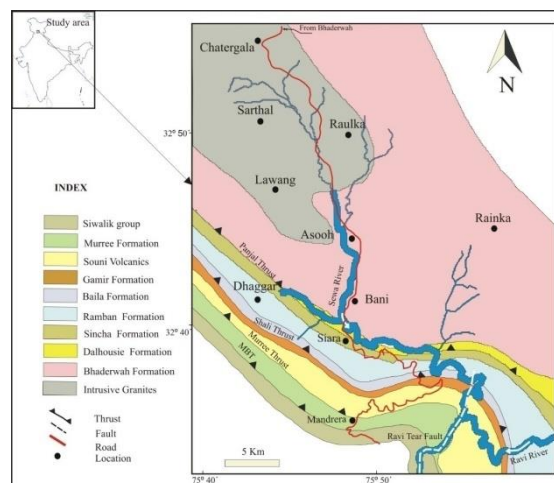 Study area
From Bhaderwah
Chatergala
N
Sarthal
Raulka
32° 50'
Lawang
INDEX
Rainka
Siwalik group
Murree Formation
Souni Volcanics
Gamir Formation
Baila Formation
Ramban Formation
Sincha Formation
Dalhousie Formation
Bhaderwah Formation
Intrusive Granites
Asooh
Panjal Thrust
Dhaggar
Sewa River
Bani
Shali Thrust
32° 40'
Siara
Murree Thrust
MBT
Thrust
Fault
Road
Location
Mandrera
Ravi Tear Fault
Ravi River
5 Km
75° 40'
75° 50'